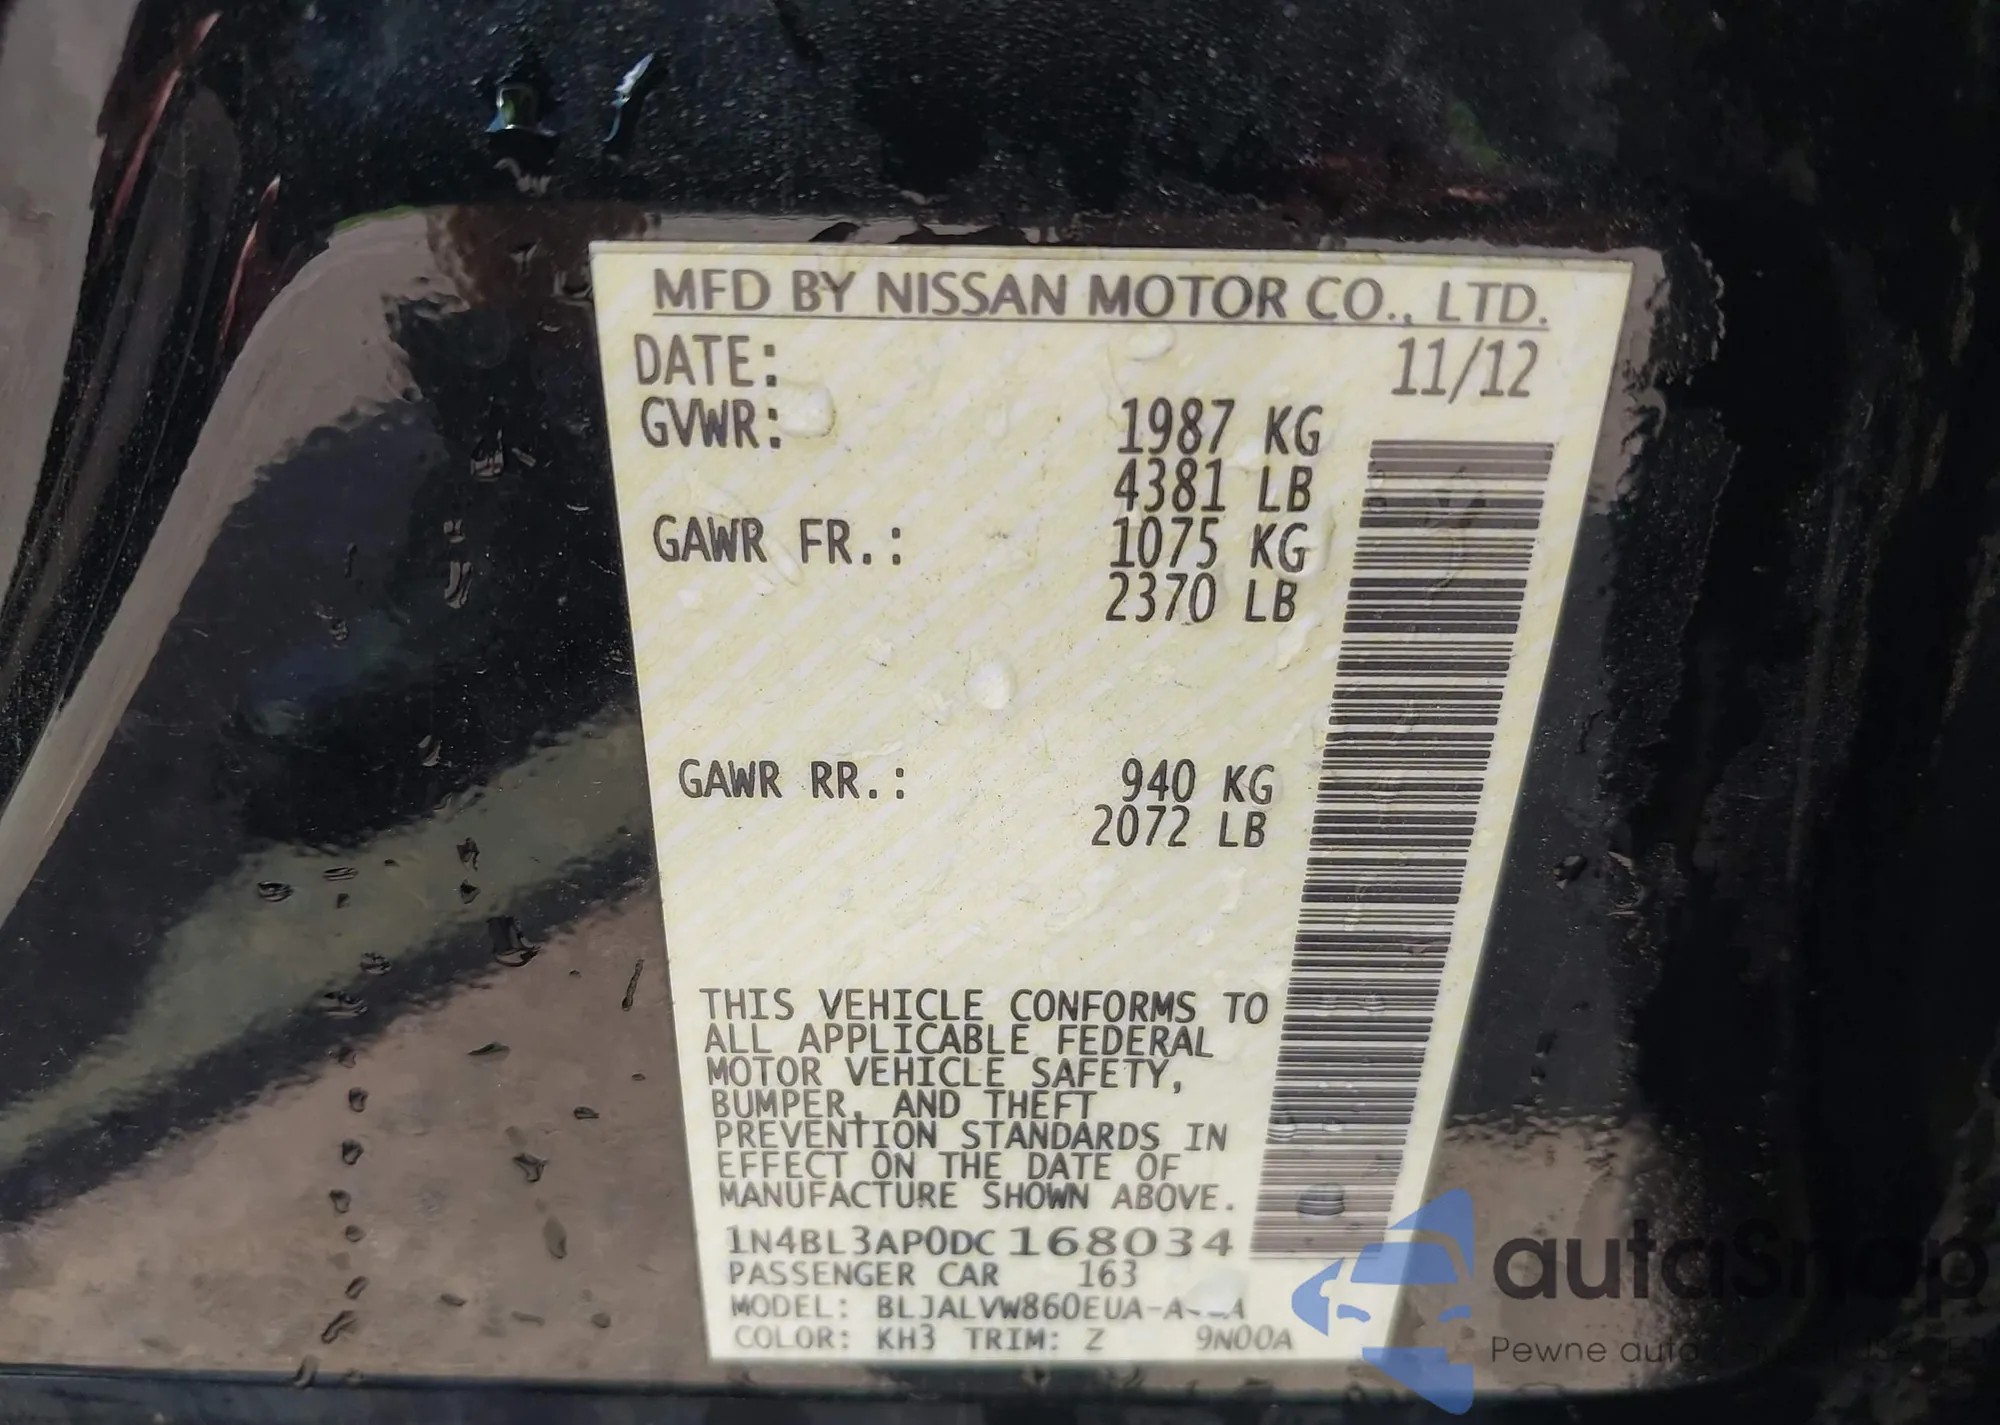 MFD BY NISSAN MOTOR CO., LTD.
DATE: 11/12
GVWR: 1987 KG
4381 LB
GAWR FR.: 1075 KG
2370 LB
GAWR RR.: 940 KG
2072 LB
THIS VEHICLE CONFORMS TO
ALL APPLICABLE FEDERAL
MOTOR VEHICLE SAFETY,
BUMPER, AND THEFT
PREVENTION STANDARDS IN
EFFECT ON THE DATE OF
MANUFACTURE SHOWN ABOVE.
1N4BL3AP0DC168034
PASSENGER CAR 163
MODEL:
COLOR: KH3 TRIM: Z 9N00A
autaSnap
Pewne auta